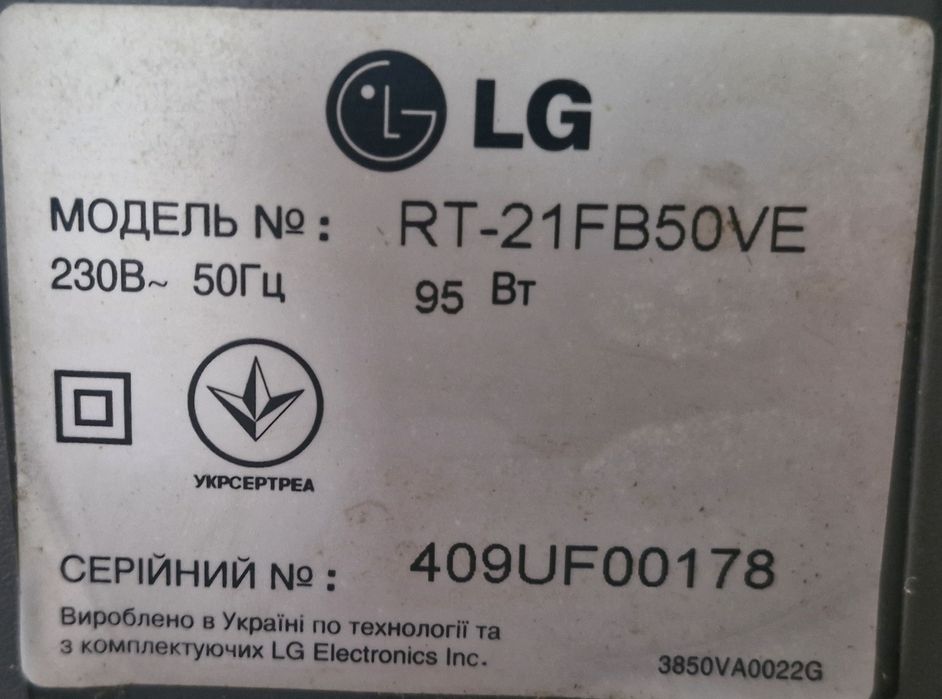 LG
МОДЕЛЬ №: RT-21FB50VE
230В~ 50Гц 95 Вт
УКРСЕРТРЕА
СЕРІЙНИЙ №: 409UF00178
Вироблено в Україні по технології та
з комплектуючих LG Electronics Inc.
3850VA0022G